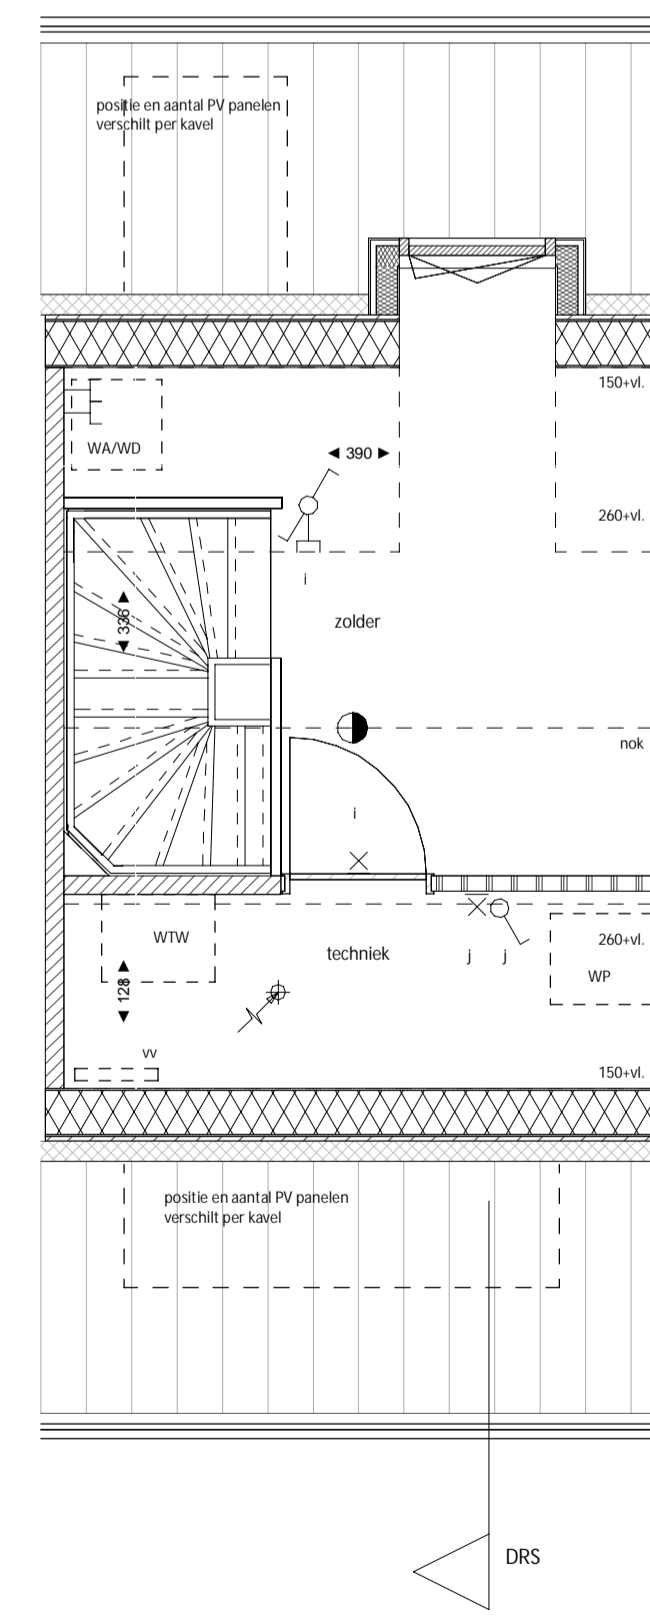 positie en aantal PV panelen
verschilt per kavel
150+vl.
WA/WD
390
260+vl.
i
336
zolder
nok
i
WTW
techniek
j j
260+vl.
WP
128
vv
150+vl.
positie en aantal PV panelen
verschilt per kavel
DRS